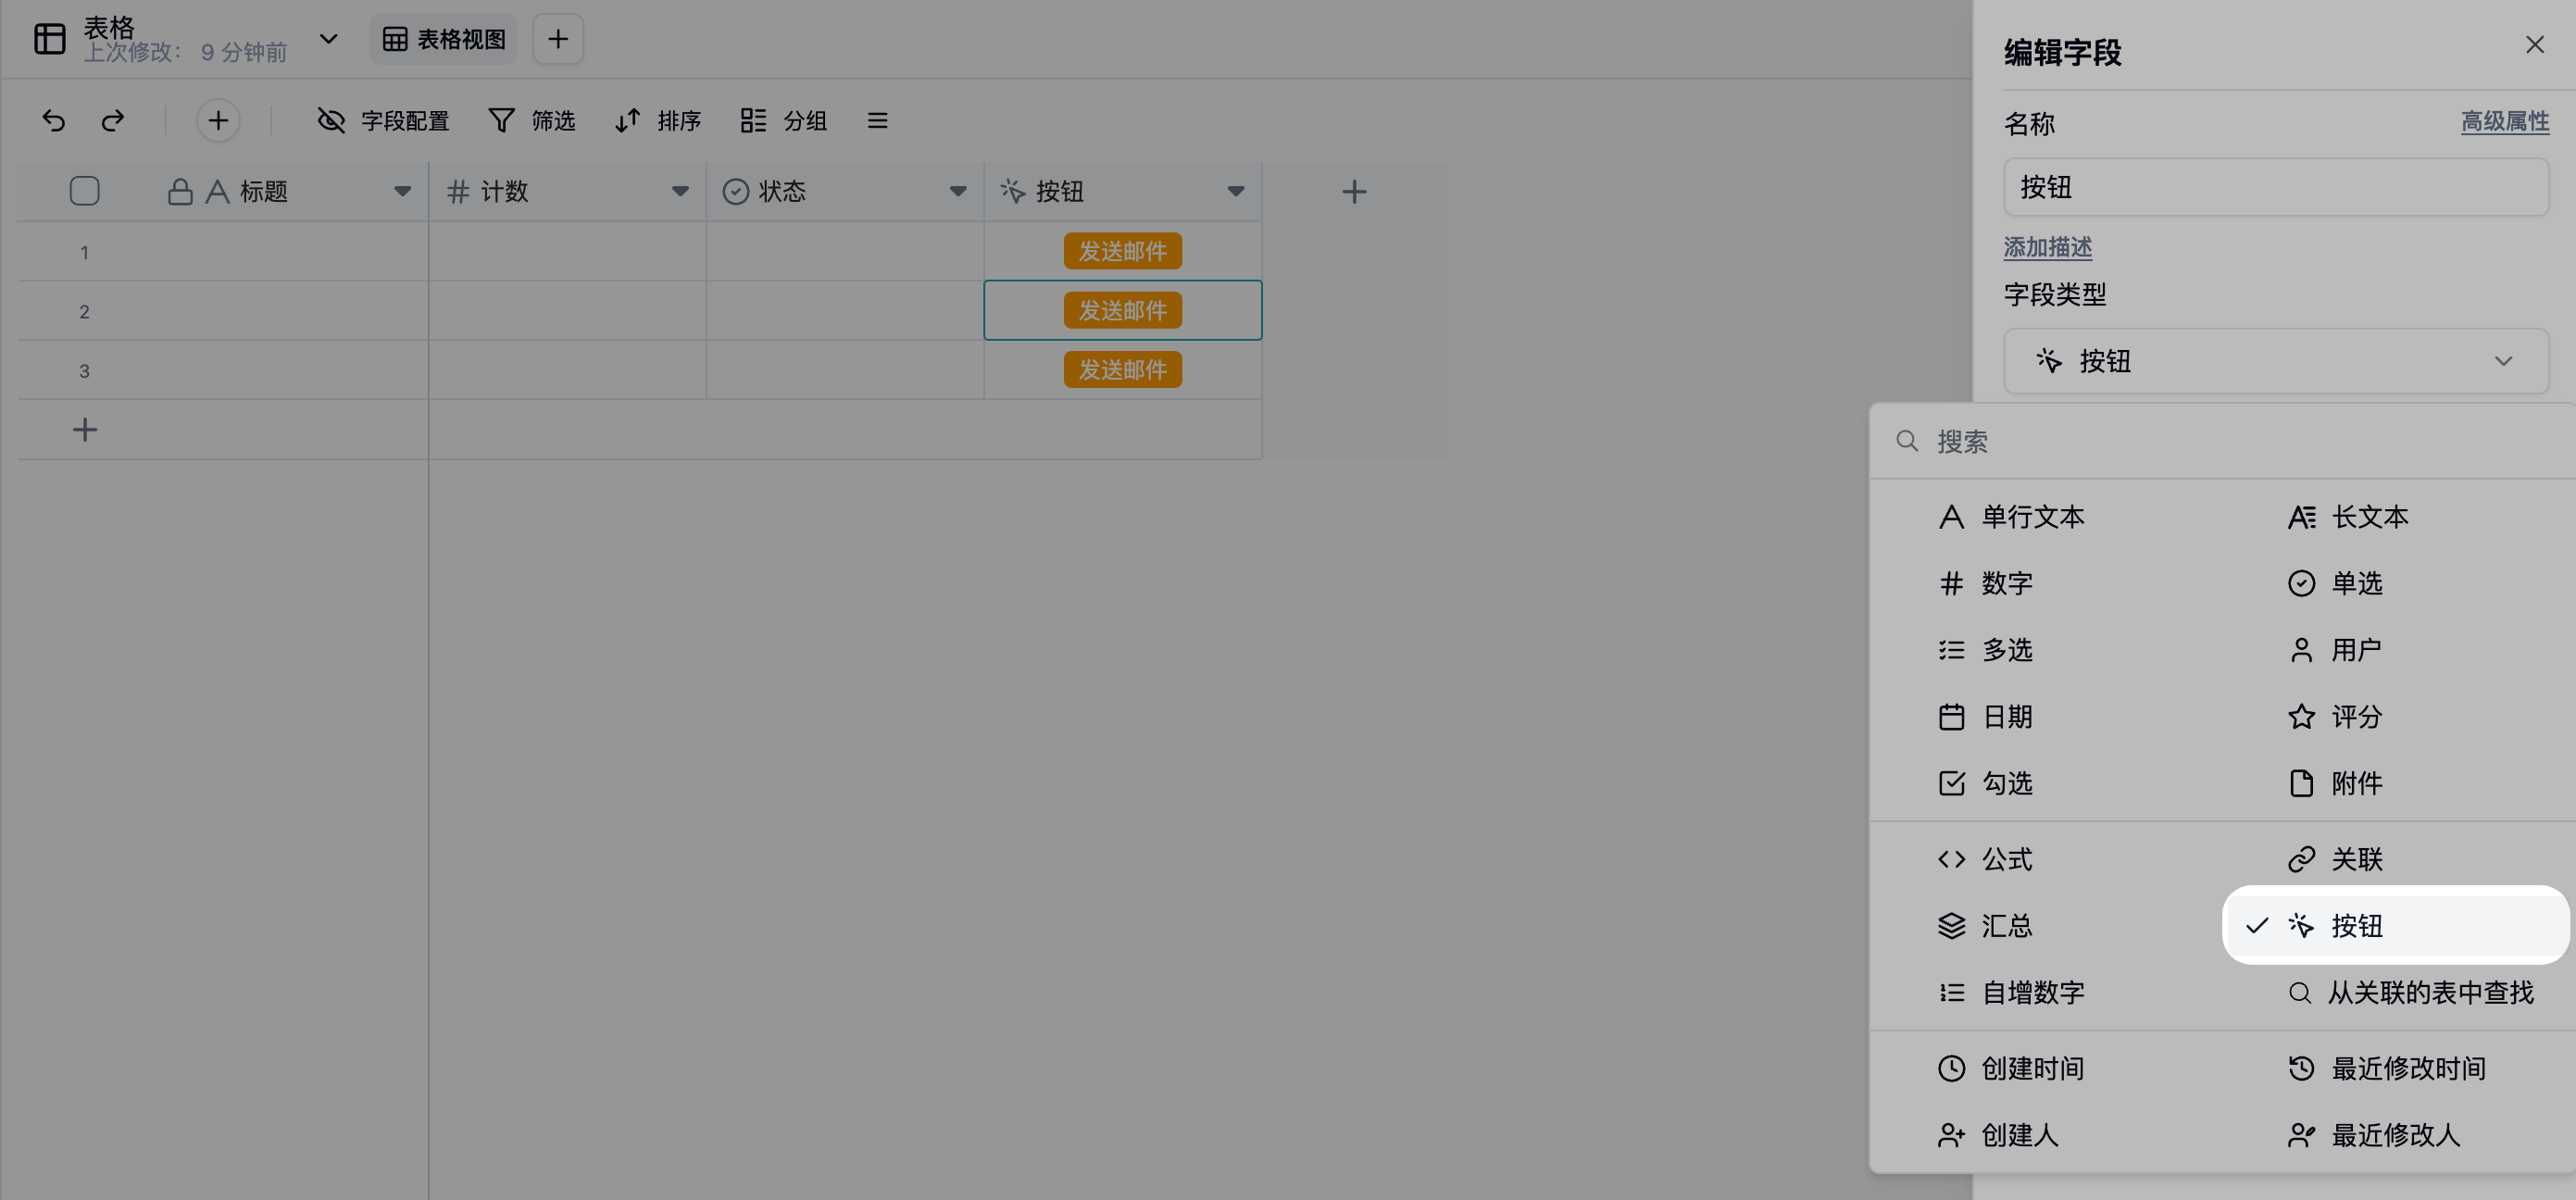 表格
上次修改： 9 分钟前
表格视图
字段配置 筛选 排序 分组
标题 计数 状态 按钮
1 发送邮件
2 发送邮件
3 发送邮件
编辑字段
名称 高级属性
按钮
添加描述
字段类型
按钮
搜索
单行文本 长文本
数字 单选
多选 用户
日期 评分
勾选 附件
公式 关联
汇总 按钮
自增数字 从关联的表中查找
创建时间 最近修改时间
创建人 最近修改人